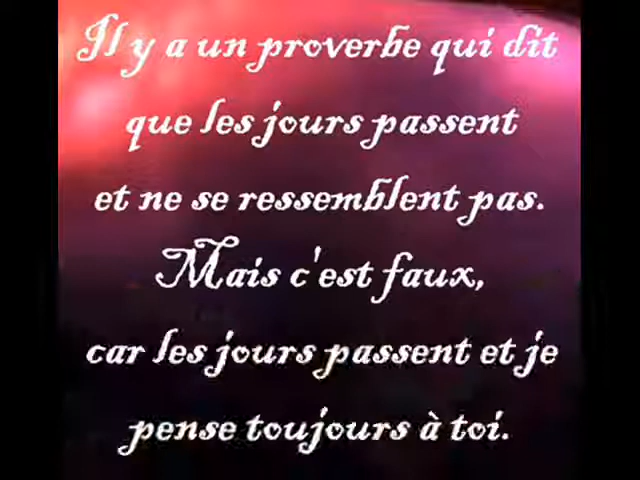 Il y a un proverbe qui dit
que les jours passent
et ne se ressemblent pas.
Mais c'est faux,
car les jours passent et je
pense toujours à toi.